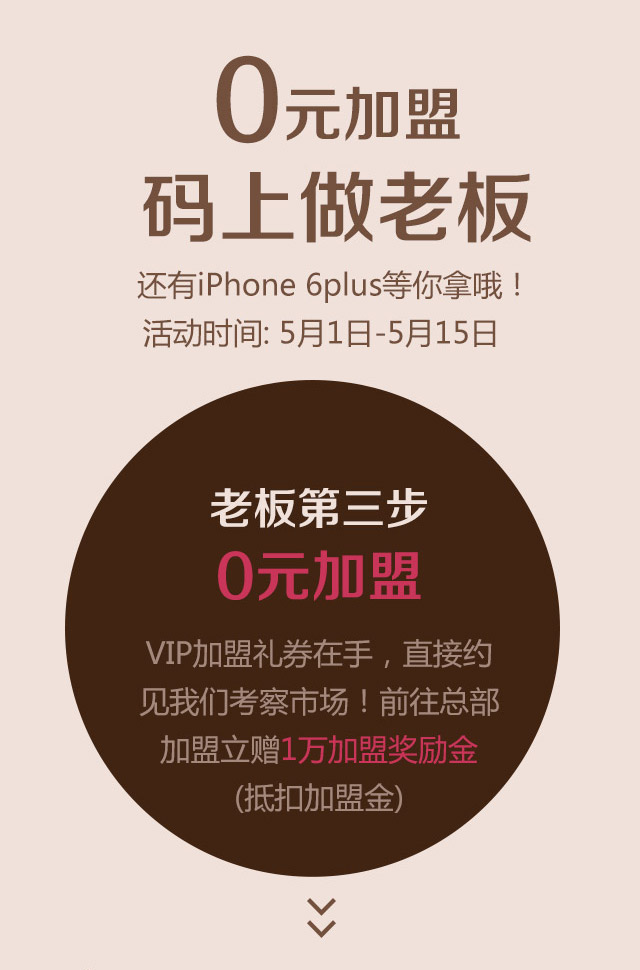 0元加盟
码上做老板
还有iPhone 6plus等你拿哦！
活动时间: 5月1日-5月15日
老板第三步
0元加盟
VIP加盟礼券在手，直接约
见我们考察市场！前往总部
加盟立赠1万加盟奖励金
(抵扣加盟金)